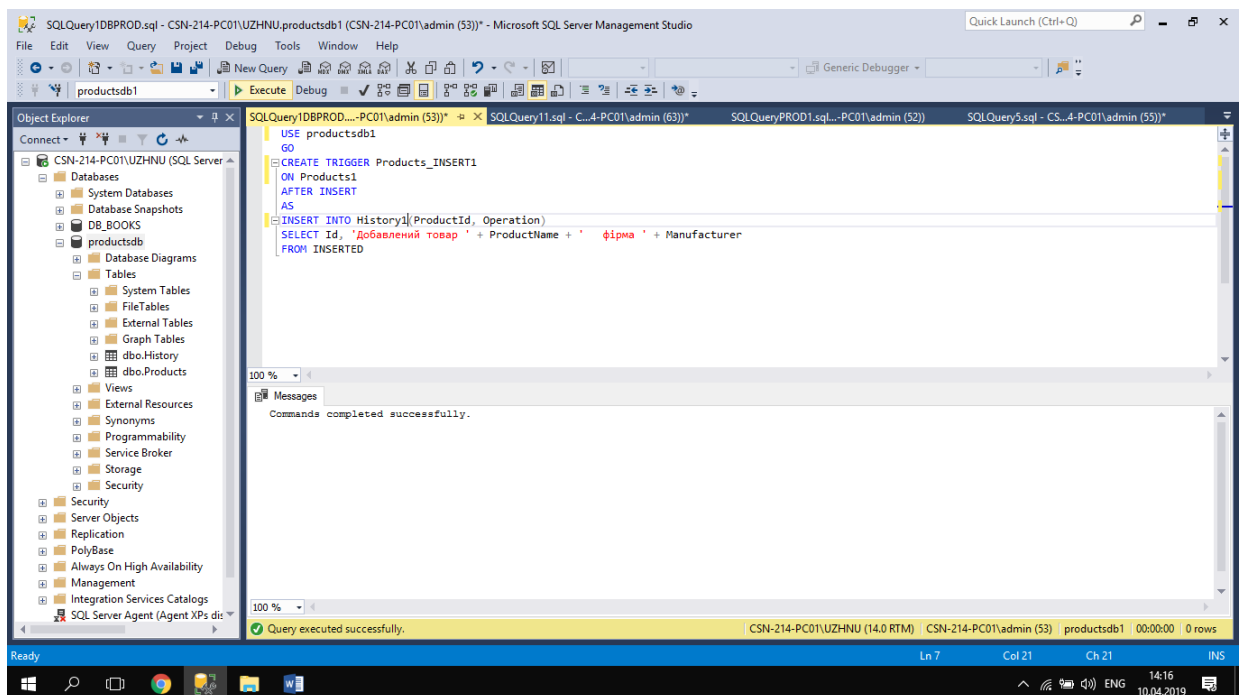 SQLQuery1DBPROD.sql - CSN-214-PC01\UZHNU.productsdb1 (CSN-214-PC01\admin (53))* - Microsoft SQL Server Management Studio
Quick Launch (Ctrl+Q)
File Edit View Query Project Debug Tools Window Help
New Query
Generic Debugger
productsdb1
Execute Debug
Object Explorer
SQLQuery1DBPROD....-PC01\admin (53))*
SQLQuery11.sql - C...4-PC01\admin (63))*
SQLQueryPROD1.sql...-PC01\admin (52))
SQLQuery5.sql - CS...4-PC01\admin (55))*
Connect
CSN-214-PC01\UZHNU (SQL Server
Databases
System Databases
Database Snapshots
DB_BOOKS
productsdb
Database Diagrams
Tables
System Tables
FileTables
External Tables
Graph Tables
dbo.History
dbo.Products
Views
External Resources
Synonyms
Programmability
Service Broker
Storage
Security
Security
Server Objects
Replication
PolyBase
Always On High Availability
Management
Integration Services Catalogs
SQL Server Agent (Agent XPs dis
USE productsdb1
GO
CREATE TRIGGER Products_INSERT1
ON Products1
AFTER INSERT
AS
INSERT INTO History1(ProductId, Operation)
SELECT Id, 'Добавлений товар ' + ProductName + '   фірма ' + Manufacturer
FROM INSERTED
100 %
Messages
Commands completed successfully.
100 %
Query executed successfully.
CSN-214-PC01\UZHNU (14.0 RTM) CSN-214-PC01\admin (53) productsdb1 00:00:00 0 rows
Ready
Ln 7 Col 21 Ch 21 INS
ENG
14:16
10.04.2019